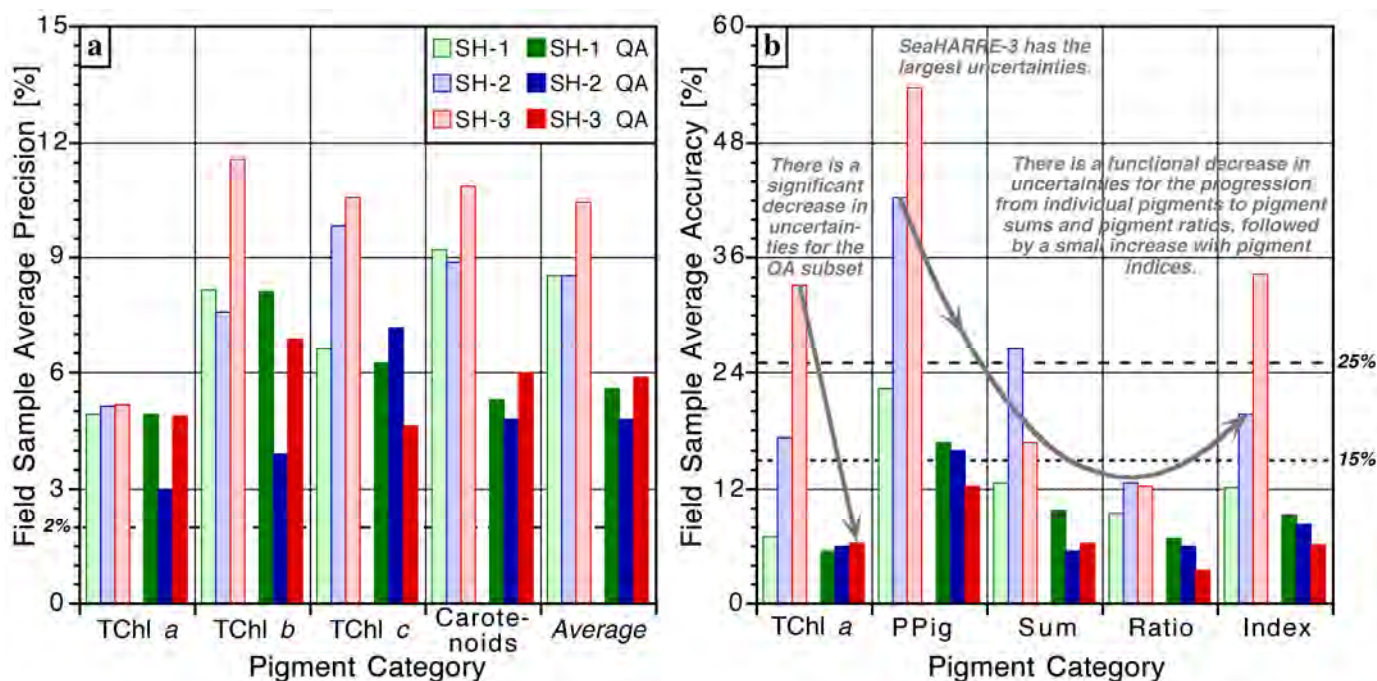 a
SH-1 SH-1 QA
SH-2 SH-2 QA
SH-3 SH-3 QA
Field Sample Average Precision [%]
15
12
9
6
3
2%
0
TChl a TChl b TChl c Carote-
noids Average
Pigment Category
b
SeaHARRE-3 has the
largest uncertainties.
There is a
significant
decrease in
uncertain-
ties for the
QA subset
There is a functional decrease in
uncertainties for the progression
from individual pigments to pigment
sums and pigment ratios, followed
by a small increase with pigment
indices.
Field Sample Average Accuracy [%]
60
48
36
24
12
0
25%
15%
TChl a PPig Sum Ratio Index
Pigment Category